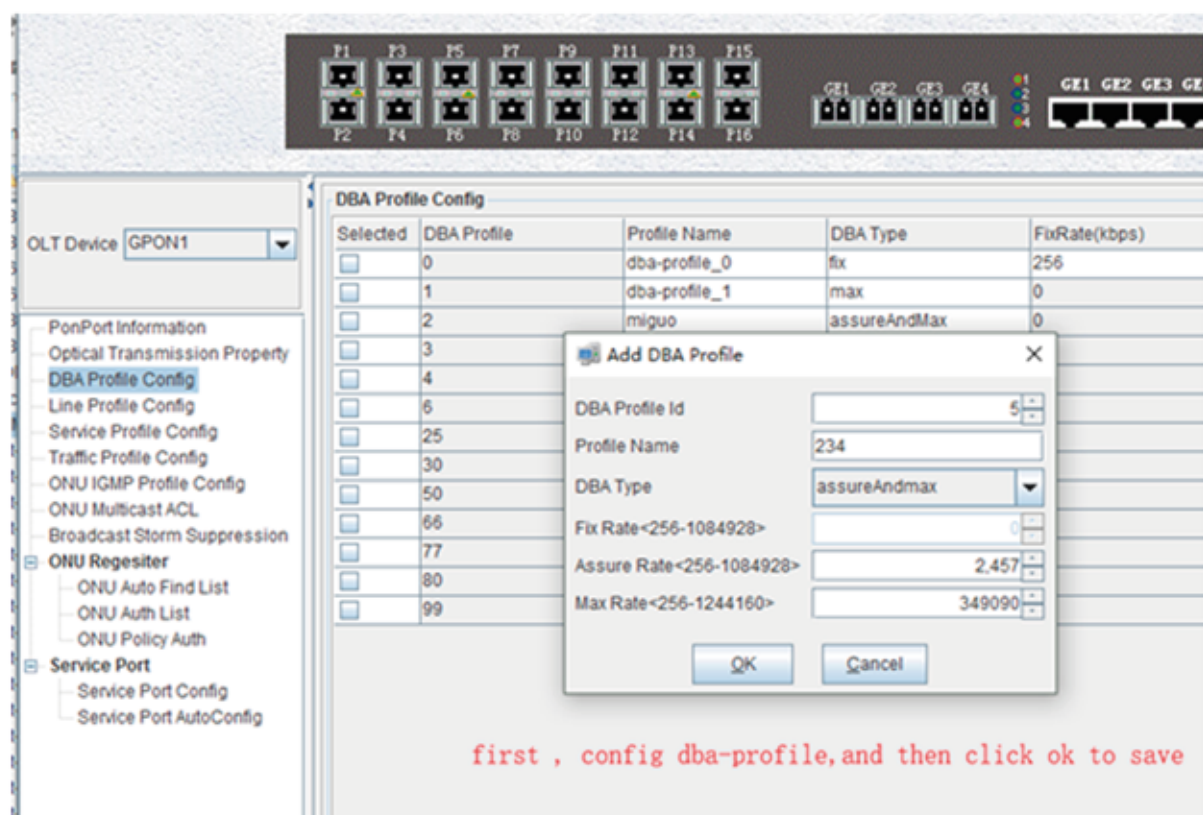 P1 P3 P5 P7 P9 P11 P13 P15
GE1 GE2 GE3 GE4
1
2
3
4
GE1 GE2 GE3
P2 P4 P6 P8 P10 P12 P14 P16
OLT Device GPON1
PonPort Information
Optical Transmission Property
DBA Profile Config
Line Profile Config
Service Profile Config
Traffic Profile Config
ONU IGMP Profile Config
ONU Multicast ACL
Broadcast Storm Suppression
ONU Regesiter
ONU Auto Find List
ONU Auth List
ONU Policy Auth
Service Port
Service Port Config
Service Port AutoConfig
DBA Profile Config
Selected DBA Profile Profile Name DBA Type FixRate(kbps)
0 dba-profile_0 fix 256
1 dba-profile_1 max 0
2 miguo assureAndMax 0
3
4
6
25
30
50
66
77
80
99
Add DBA Profile
DBA Profile Id 5
Profile Name 234
DBA Type assureAndmax
Fix Rate<256-1084928> 0
Assure Rate<256-1084928> 2,457
Max Rate<256-1244160> 349090
OK Cancel
first , config dba-profile,and then click ok to save